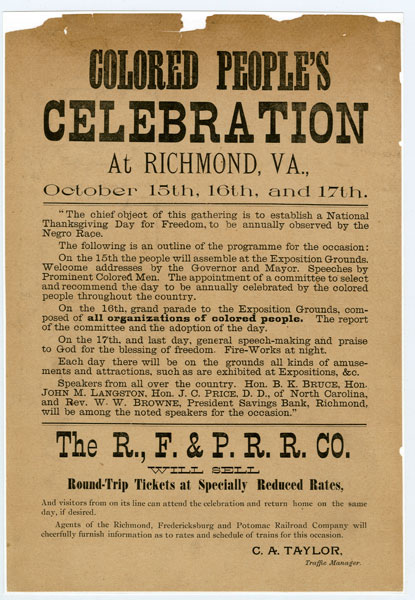 COLORED PEOPLE'S
CELEBRATION
At RICHMOND, VA.,
October 15th, 16th, and 17th.
"The chief object of this gathering is to establish a National
Thanksgiving Day for Freedom, to be annually observed by the
Negro Race.
The following is an outline of the programme for the occasion:
On the 15th the people will assemble at the Exposition Grounds.
Welcome addresses by the Governor and Mayor. Speeches by
Prominent Colored Men. The appointment of a committee to select
and recommend the day to be annually celebrated by the colored
people throughout the country.
On the 16th, grand parade to the Exposition Grounds, com-
posed of all organizations of colored people. The report
of the committee and the adoption of the day.
On the 17th, and last day, general speech-making and praise
to God for the blessing of freedom. Fire-Works at night.
Each day there will be on the grounds all kinds of amuse-
ments and attractions, such as are exhibited at Expositions, &c.
Speakers from all over the country. Hon. B. K. BRUCE, Hon.
JOHN M. LANGSTON, Hon. J. C. PRICE, D. D., of North Carolina,
and Rev. W. W. BROWNE, President Savings Bank, Richmond,
will be among the noted speakers for the occasion."
The R., F. & P. R. R. CO.
WILL SELL
Round-Trip Tickets at Specially Reduced Rates,
And visitors from on its line can attend the celebration and return home on the same
day, if desired.
Agents of the Richmond, Fredericksburg and Potomac Railroad Company will
cheerfully furnish information as to rates and schedule of trains for this occasion.
C. A. TAYLOR,
Traffic Manager.